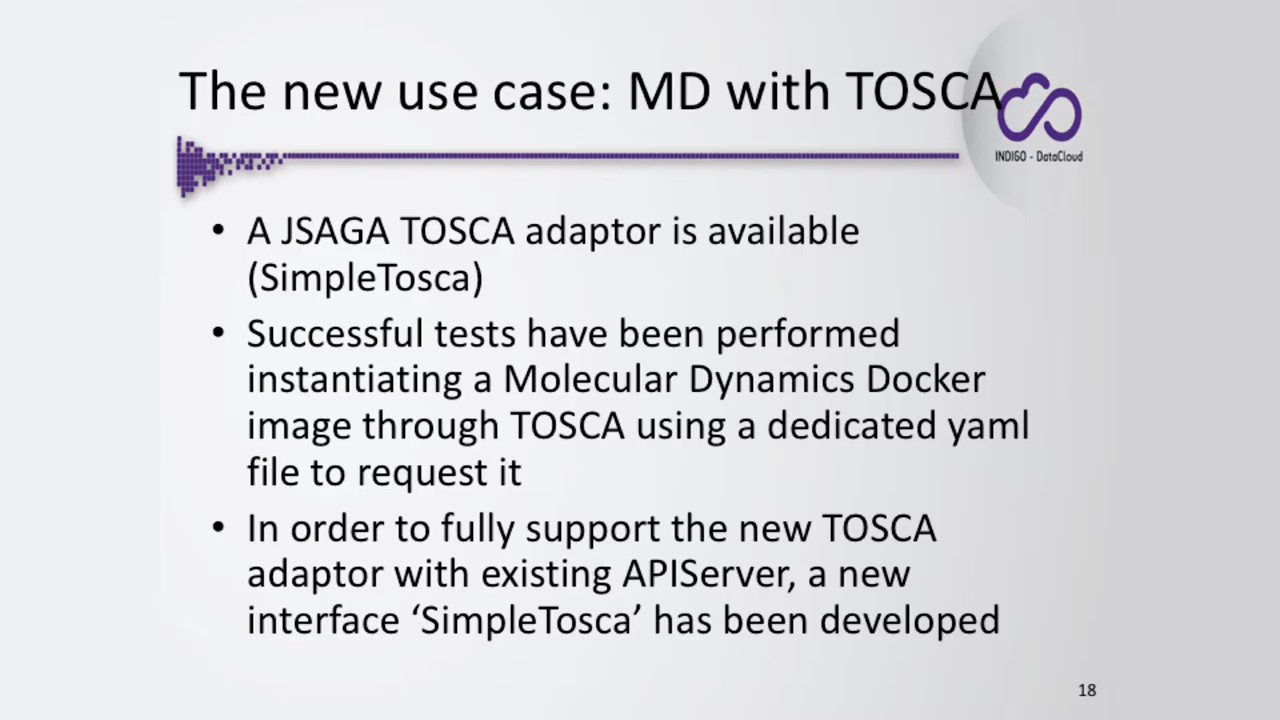 The new use case: MD with TOSCA
INDIGO - DataCloud
• A JSAGA TOSCA adaptor is available
(SimpleTosca)
• Successful tests have been performed
instantiating a Molecular Dynamics Docker
image through TOSCA using a dedicated yaml
file to request it
• In order to fully support the new TOSCA
adaptor with existing APIServer, a new
interface ‘SimpleTosca’ has been developed
18